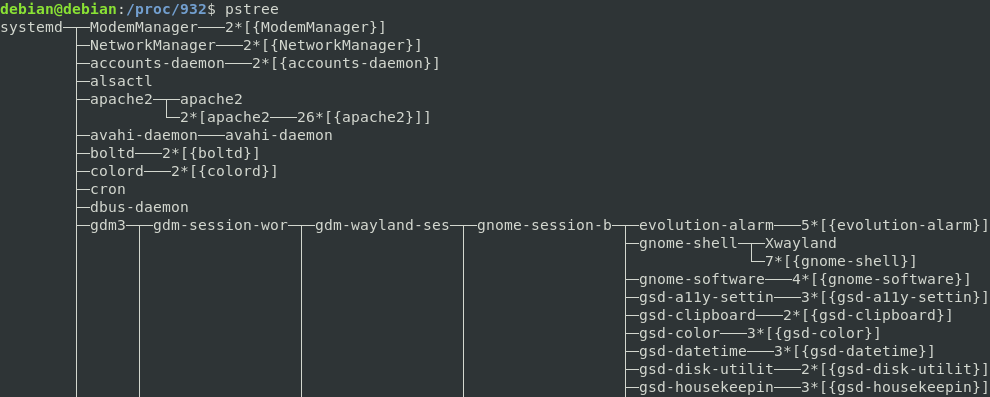 debian@debian:/proc/932$ pstree
systemd─┬─ModemManager───2*[{ModemManager}]
        ├─NetworkManager───2*[{NetworkManager}]
        ├─accounts-daemon───2*[{accounts-daemon}]
        ├─alsactl
        ├─apache2─┬─apache2
        │         └─2*[apache2───26*[{apache2}]]
        ├─avahi-daemon───avahi-daemon
        ├─boltd───2*[{boltd}]
        ├─colord───2*[{colord}]
        ├─cron
        ├─dbus-daemon
        ├─gdm3─┬─gdm-session-wor─┬─gdm-wayland-ses─┬─gnome-session-b─┬─evolution-alarm───5*[{evolution-alarm}]
        │      │                 │                 │                 ├─gnome-shell─┬─Xwayland
        │      │                 │                 │                 │             └─7*[{gnome-shell}]
        │      │                 │                 │                 ├─gnome-software───4*[{gnome-software}]
        │      │                 │                 │                 ├─gsd-a11y-settin───3*[{gsd-a11y-settin}]
        │      │                 │                 │                 ├─gsd-clipboard───2*[{gsd-clipboard}]
        │      │                 │                 │                 ├─gsd-color───3*[{gsd-color}]
        │      │                 │                 │                 ├─gsd-datetime───3*[{gsd-datetime}]
        │      │                 │                 │                 ├─gsd-disk-utilit───2*[{gsd-disk-utilit}]
        │      │                 │                 │                 ├─gsd-housekeepin───3*[{gsd-housekeepin}]